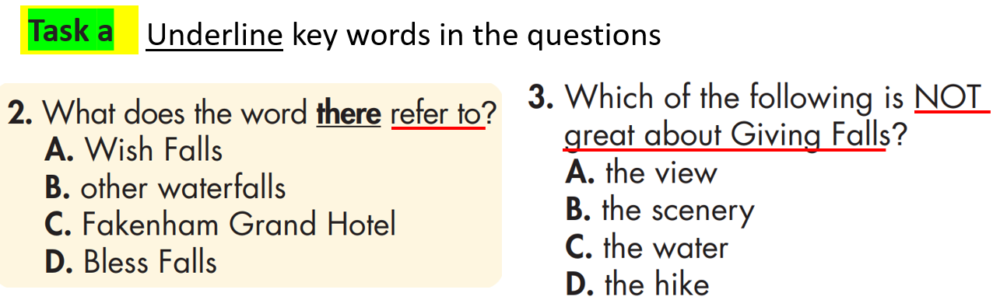 Task a Underline key words in the questions
2. What does the word there refer to?
A. Wish Falls
B. other waterfalls
C. Fakenham Grand Hotel
D. Bless Falls
3. Which of the following is NOT
great about Giving Falls?
A. the view
B. the scenery
C. the water
D. the hike